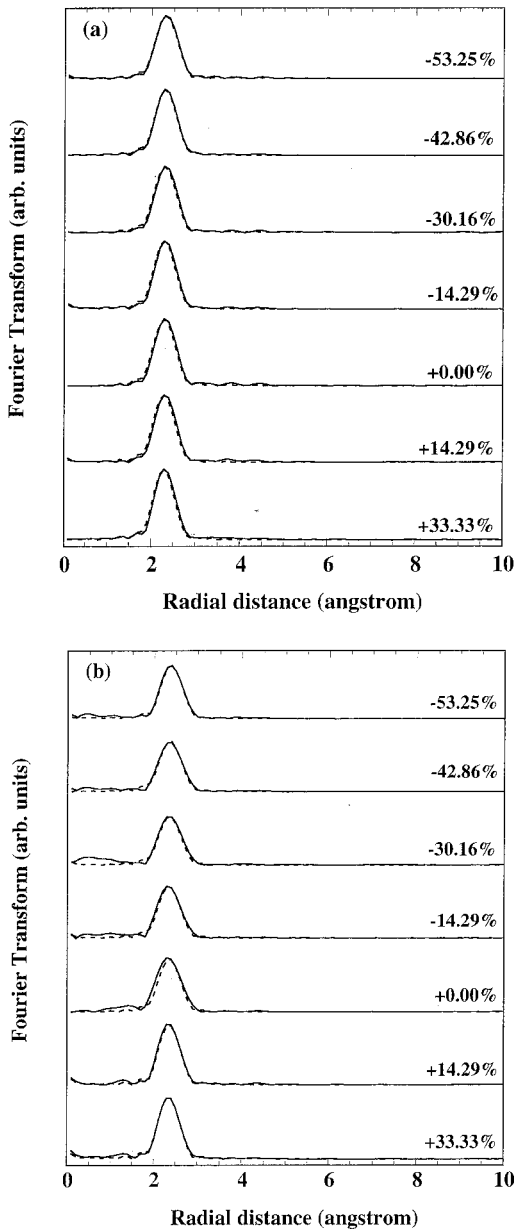 (a)
-53.25%
-42.86%
-30.16%
-14.29%
+0.00%
+14.29%
+33.33%
Fourier Transform (arb. units)
0 2 4 6 8 10
Radial distance (angstrom)
(b)
-53.25%
-42.86%
-30.16%
-14.29%
+0.00%
+14.29%
+33.33%
Fourier Transform (arb. units)
0 2 4 6 8 10
Radial distance (angstrom)